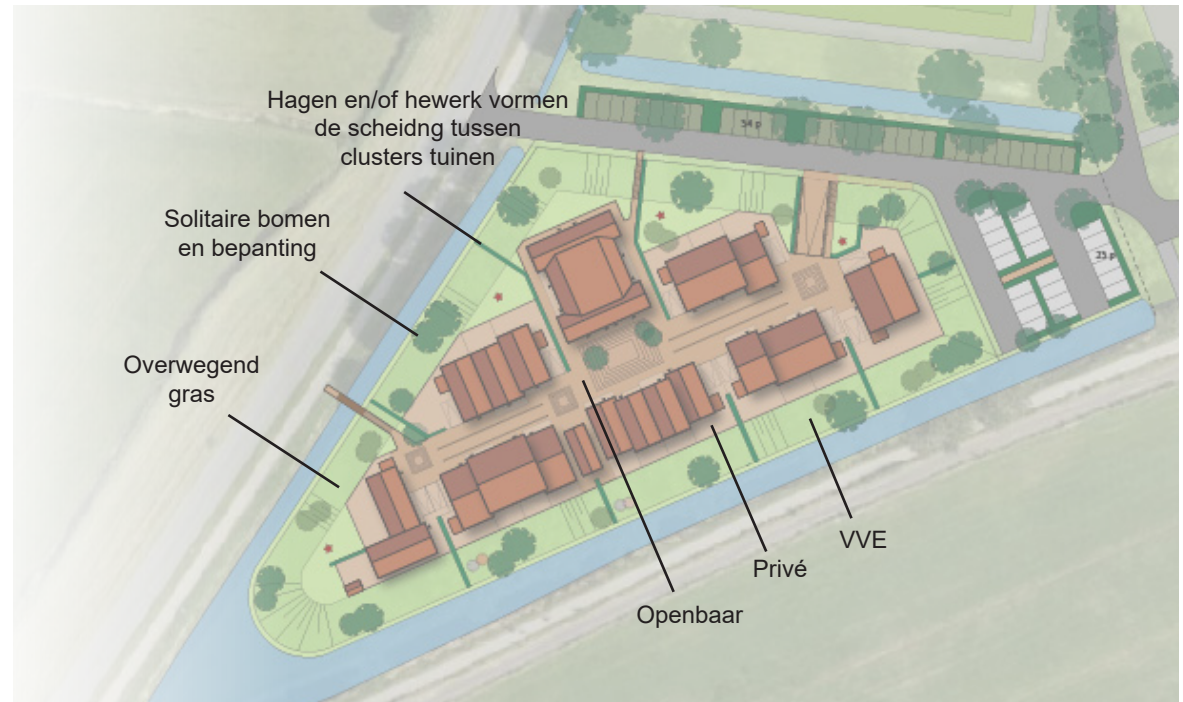 Hagen en/of hewerk vormen
de scheidng tussen
clusters tuinen
Solitaire bomen
en bepanting
Overwegend
gras
34 p
23 p
VVE
Privé
Openbaar